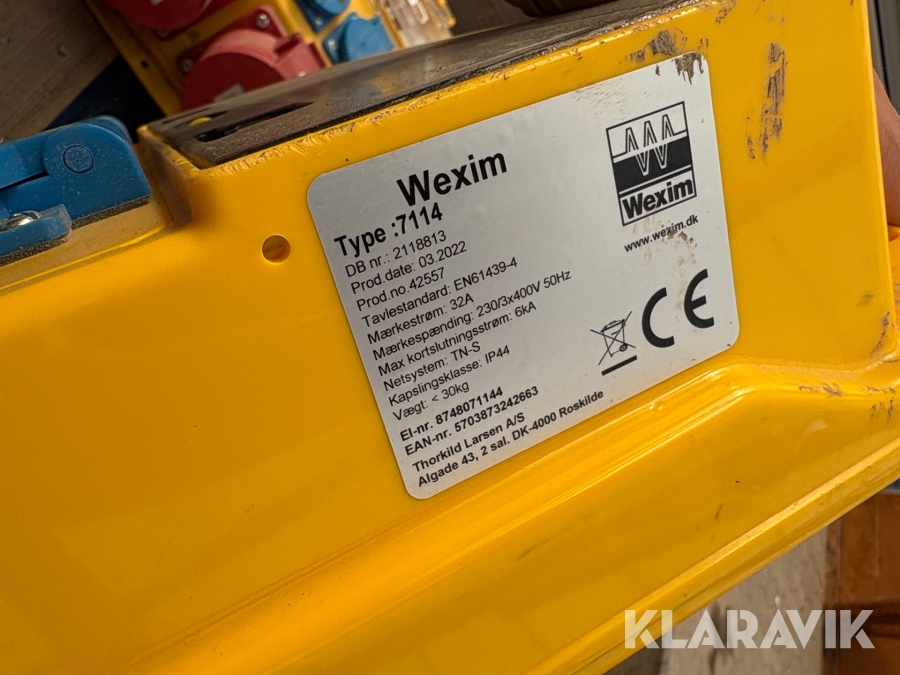 Wexim
Type :7114
DB nr.: 2118813
Prod.date: 03.2022
Prod.no.42557
Tavlestandard: EN61439-4
Mærkestrøm: 32A
Mærkespænding: 230/3x400V 50Hz
Max kortslutningsstrøm: 6kA
Netsystem: TN-S
Kapslingsklasse: IP44
Vægt: < 30kg
El-nr. 8748071144
EAN-nr. 5703873242663
Thorkild Larsen A/S
Algade 43, 2 sal. DK-4000 Roskilde
Wexim
www.wexim.dk
CE
KLARAVIK